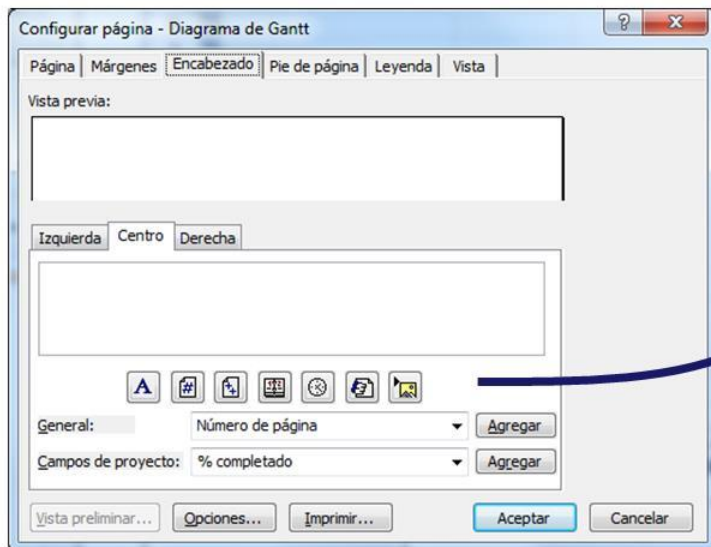 Configurar página - Diagrama de Gantt
Página Márgenes Encabezado Pie de página Leyenda Vista
Vista previa:
Izquierda Centro Derecha
A # ++
General: Número de página Agregar
Campos de proyecto: % completado Agregar
Vista preliminar... Opciones... Imprimir... Aceptar Cancelar